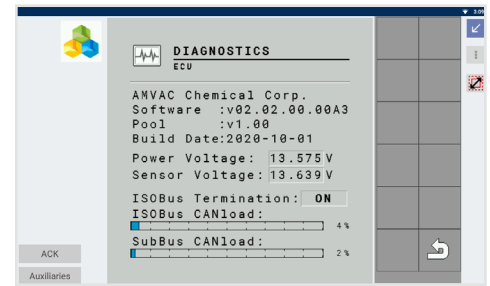 3:09
DIAGNOSTICS
ECU
AMVAC Chemical Corp.
Software :v02.02.00.00A3
Pool :v1.00
Build Date:2020-10-01
Power Voltage: 13.575 V
Sensor Voltage: 13.639 V
ISOBus Termination: ON
ISOBus CANload:
4%
SubBus CANload:
2%
ACK
Auxiliaries